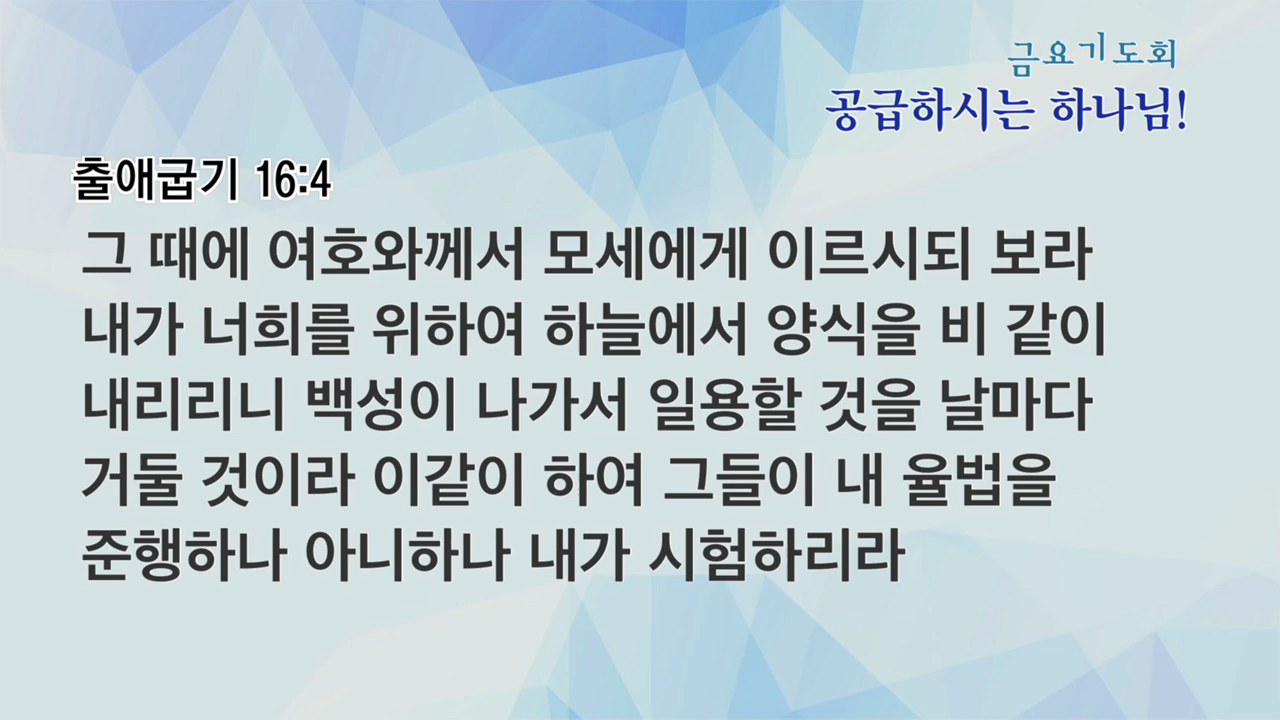 금요기도회
공급하시는 하나님!
출애굽기 16:4
그 때에 여호와께서 모세에게 이르시되 보라
내가 너희를 위하여 하늘에서 양식을 비 같이
내리리니 백성이 나가서 일용할 것을 날마다
거둘 것이라 이같이 하여 그들이 내 율법을
준행하나 아니하나 내가 시험하리라